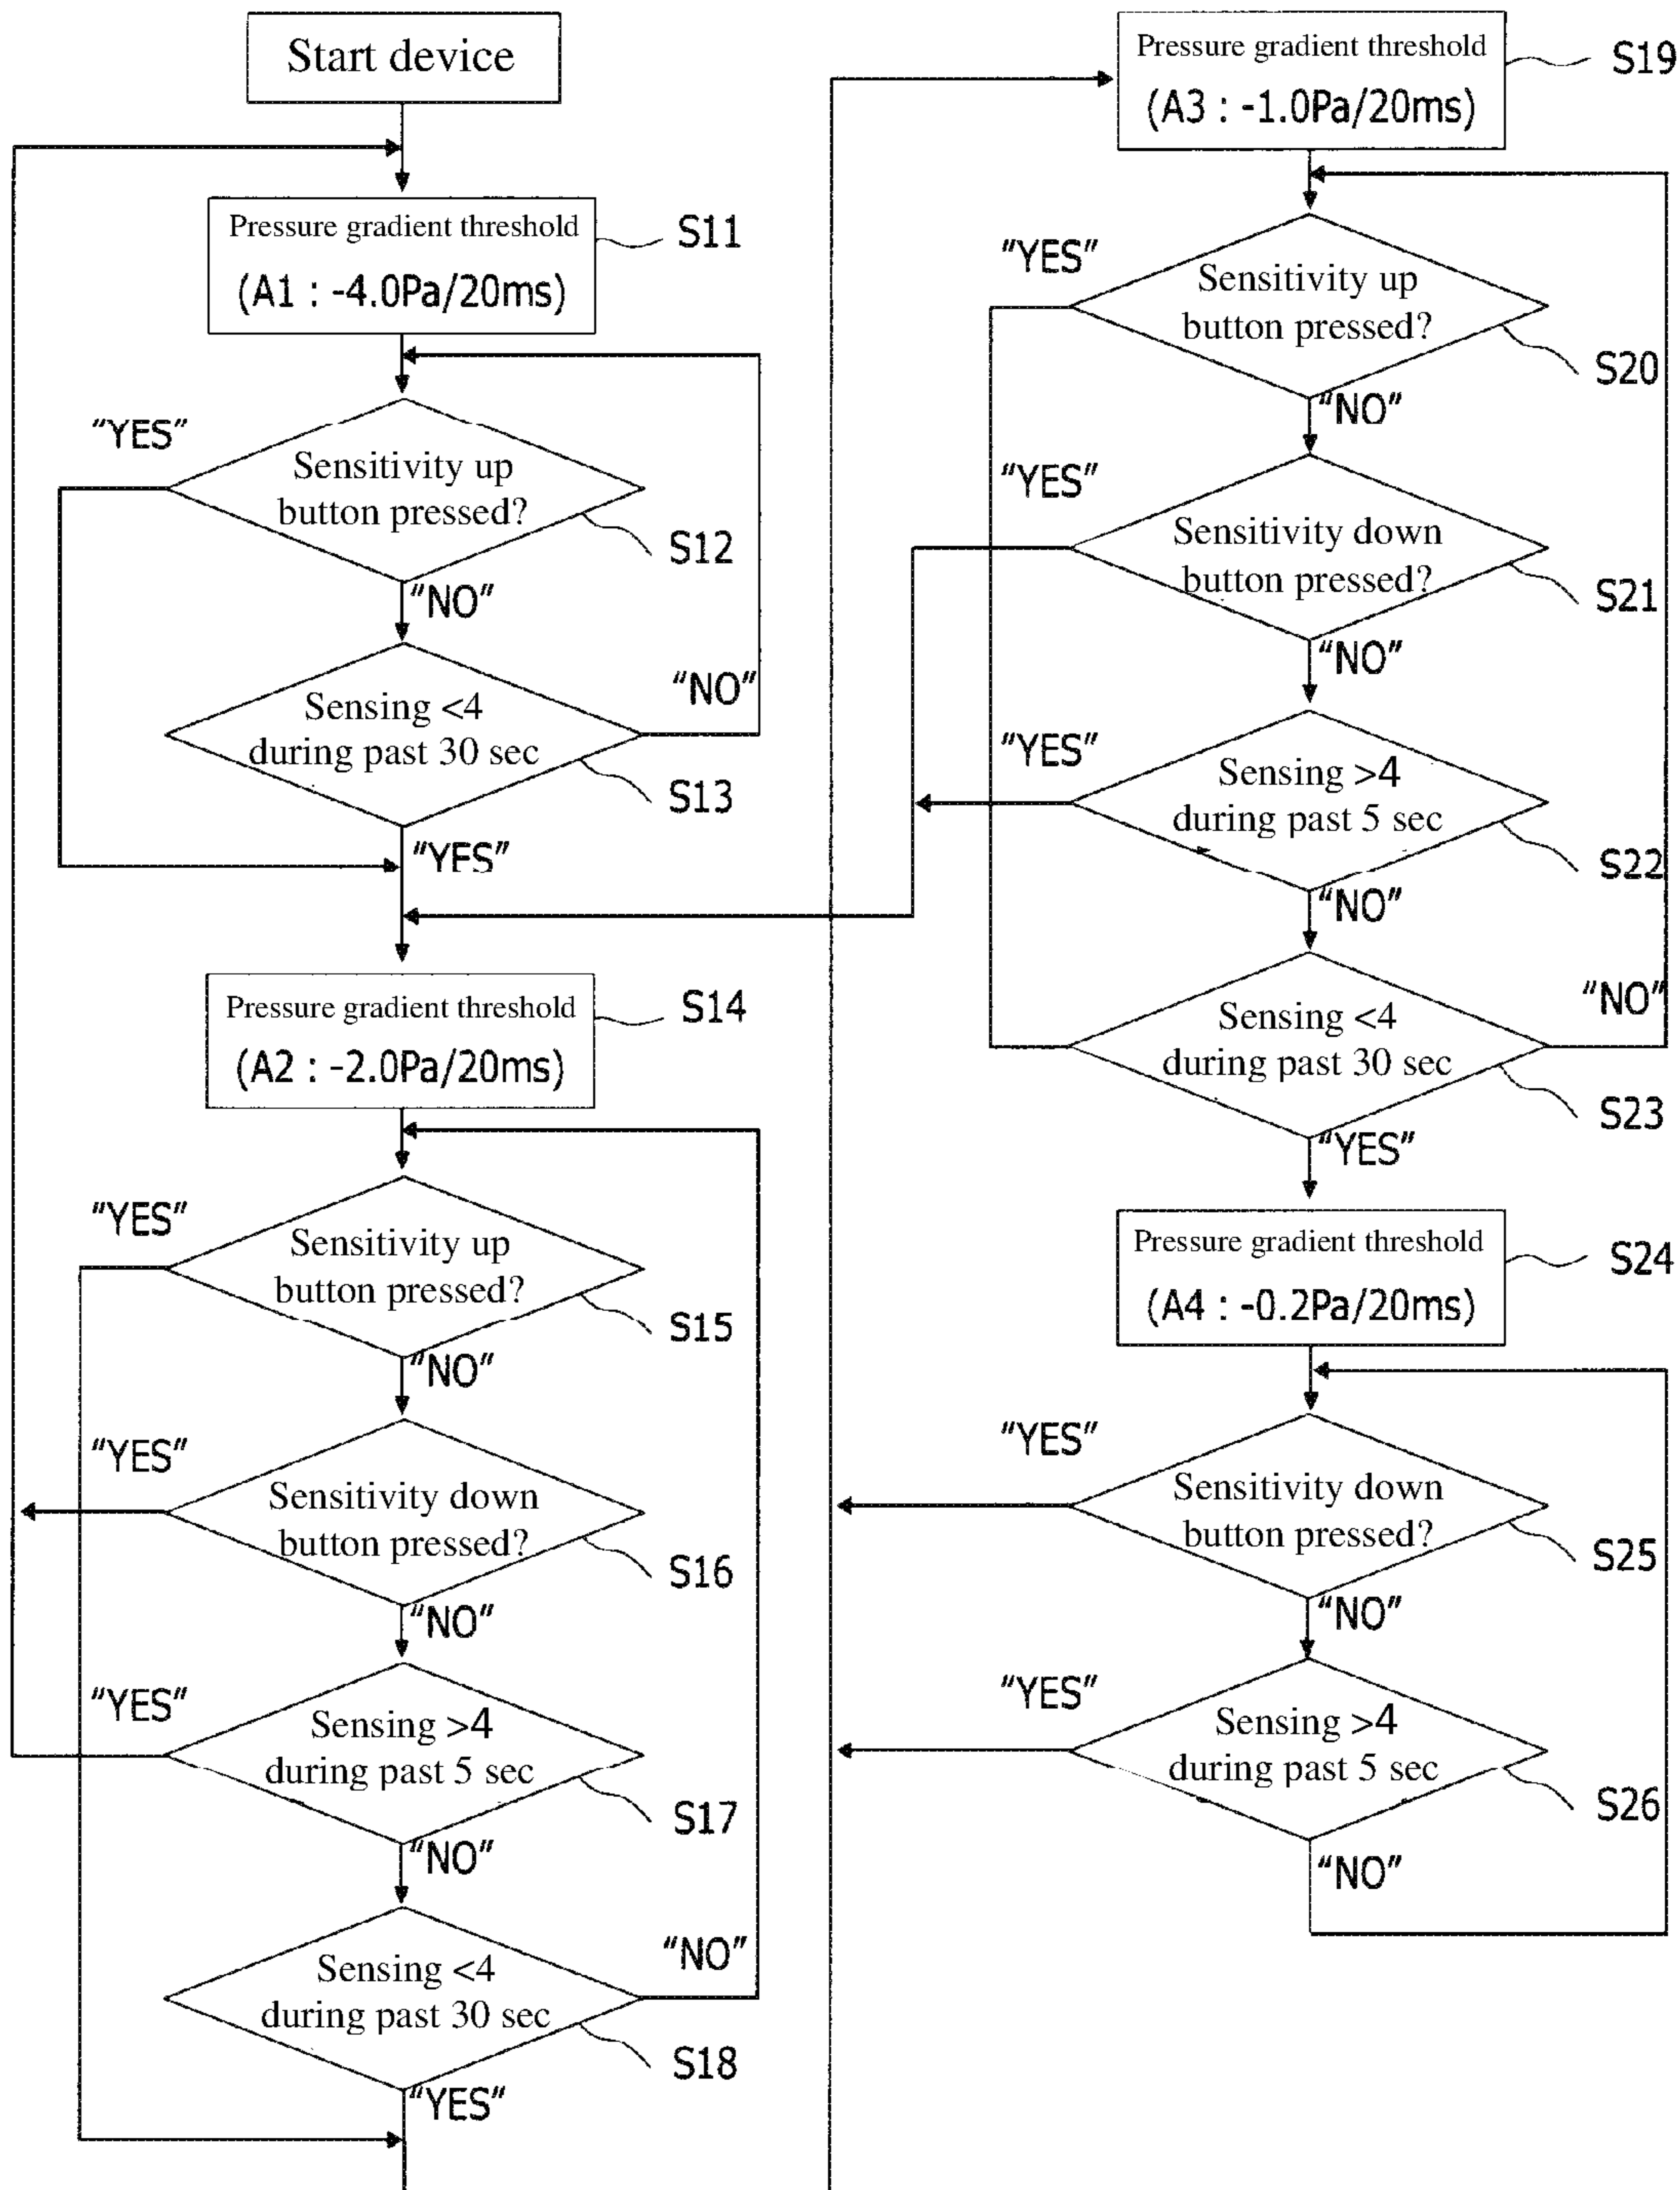 Start device
Pressure gradient threshold
(A1 : -4.0Pa/20ms)
S11
"YES"
Sensitivity up
button pressed?
S12
"NO"
Sensing <4
during past 30 sec
"NO"
S13
"YES"
Pressure gradient threshold
(A2 : -2.0Pa/20ms)
S14
"YES"
Sensitivity up
button pressed?
S15
"NO"
"YES"
Sensitivity down
button pressed?
S16
"NO"
"YES"
Sensing >4
during past 5 sec
S17
"NO"
Sensing <4
during past 30 sec
"NO"
S18
"YES"
Pressure gradient threshold
(A3 : -1.0Pa/20ms)
S19
"YES"
Sensitivity up
button pressed?
S20
"NO"
"YES"
Sensitivity down
button pressed?
S21
"NO"
"YES"
Sensing >4
during past 5 sec
S22
"NO"
Sensing <4
during past 30 sec
"NO"
S23
"YES"
Pressure gradient threshold
(A4 : -0.2Pa/20ms)
S24
"YES"
Sensitivity down
button pressed?
S25
"NO"
"YES"
Sensing >4
during past 5 sec
S26
"NO"